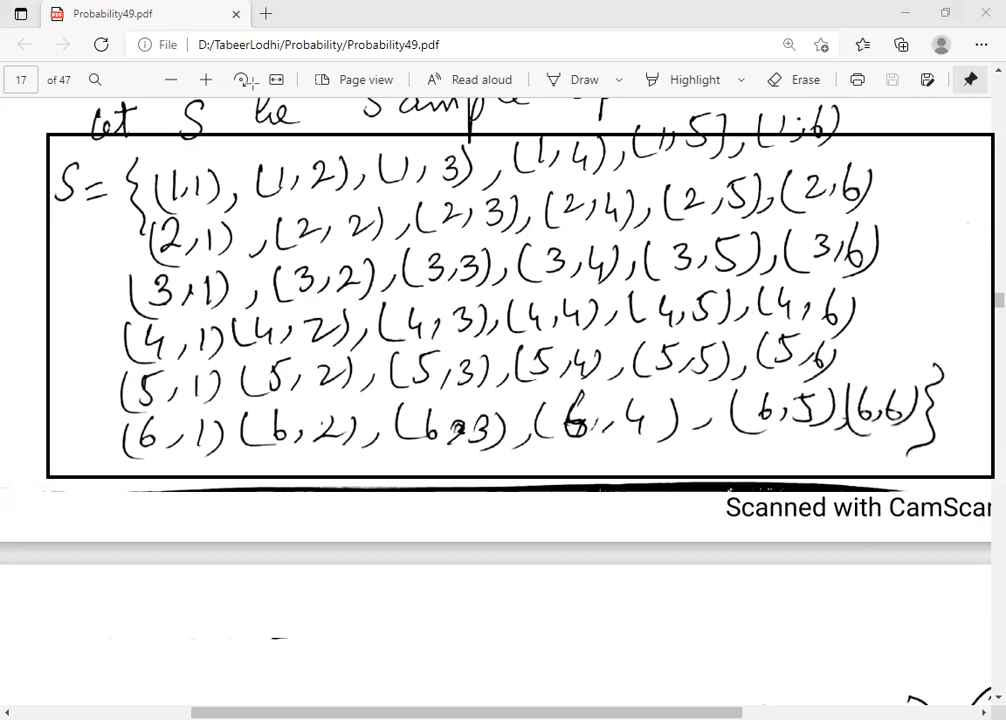 Probability49.pdf
File D:/TabeerLodhi/Probability/Probability49.pdf
17 of 47 Page view Read aloud Draw Highlight Erase
let S be Sample
S = {(1,1), (1,2), (1,3), (1,4), (1,5), (1,6)
(2,1), (2,2), (2,3), (2,4), (2,5), (2,6)
(3,1), (3,2), (3,3), (3,4), (3,5), (3,6)
(4,1) (4,2), (4,3), (4,4), (4,5), (4,6)
(5,1) (5,2), (5,3), (5,4), (5,5), (5,6)
(6,1) (6,2), (6,3), (6,4), (6,5) (6,6)}
Scanned with CamScan